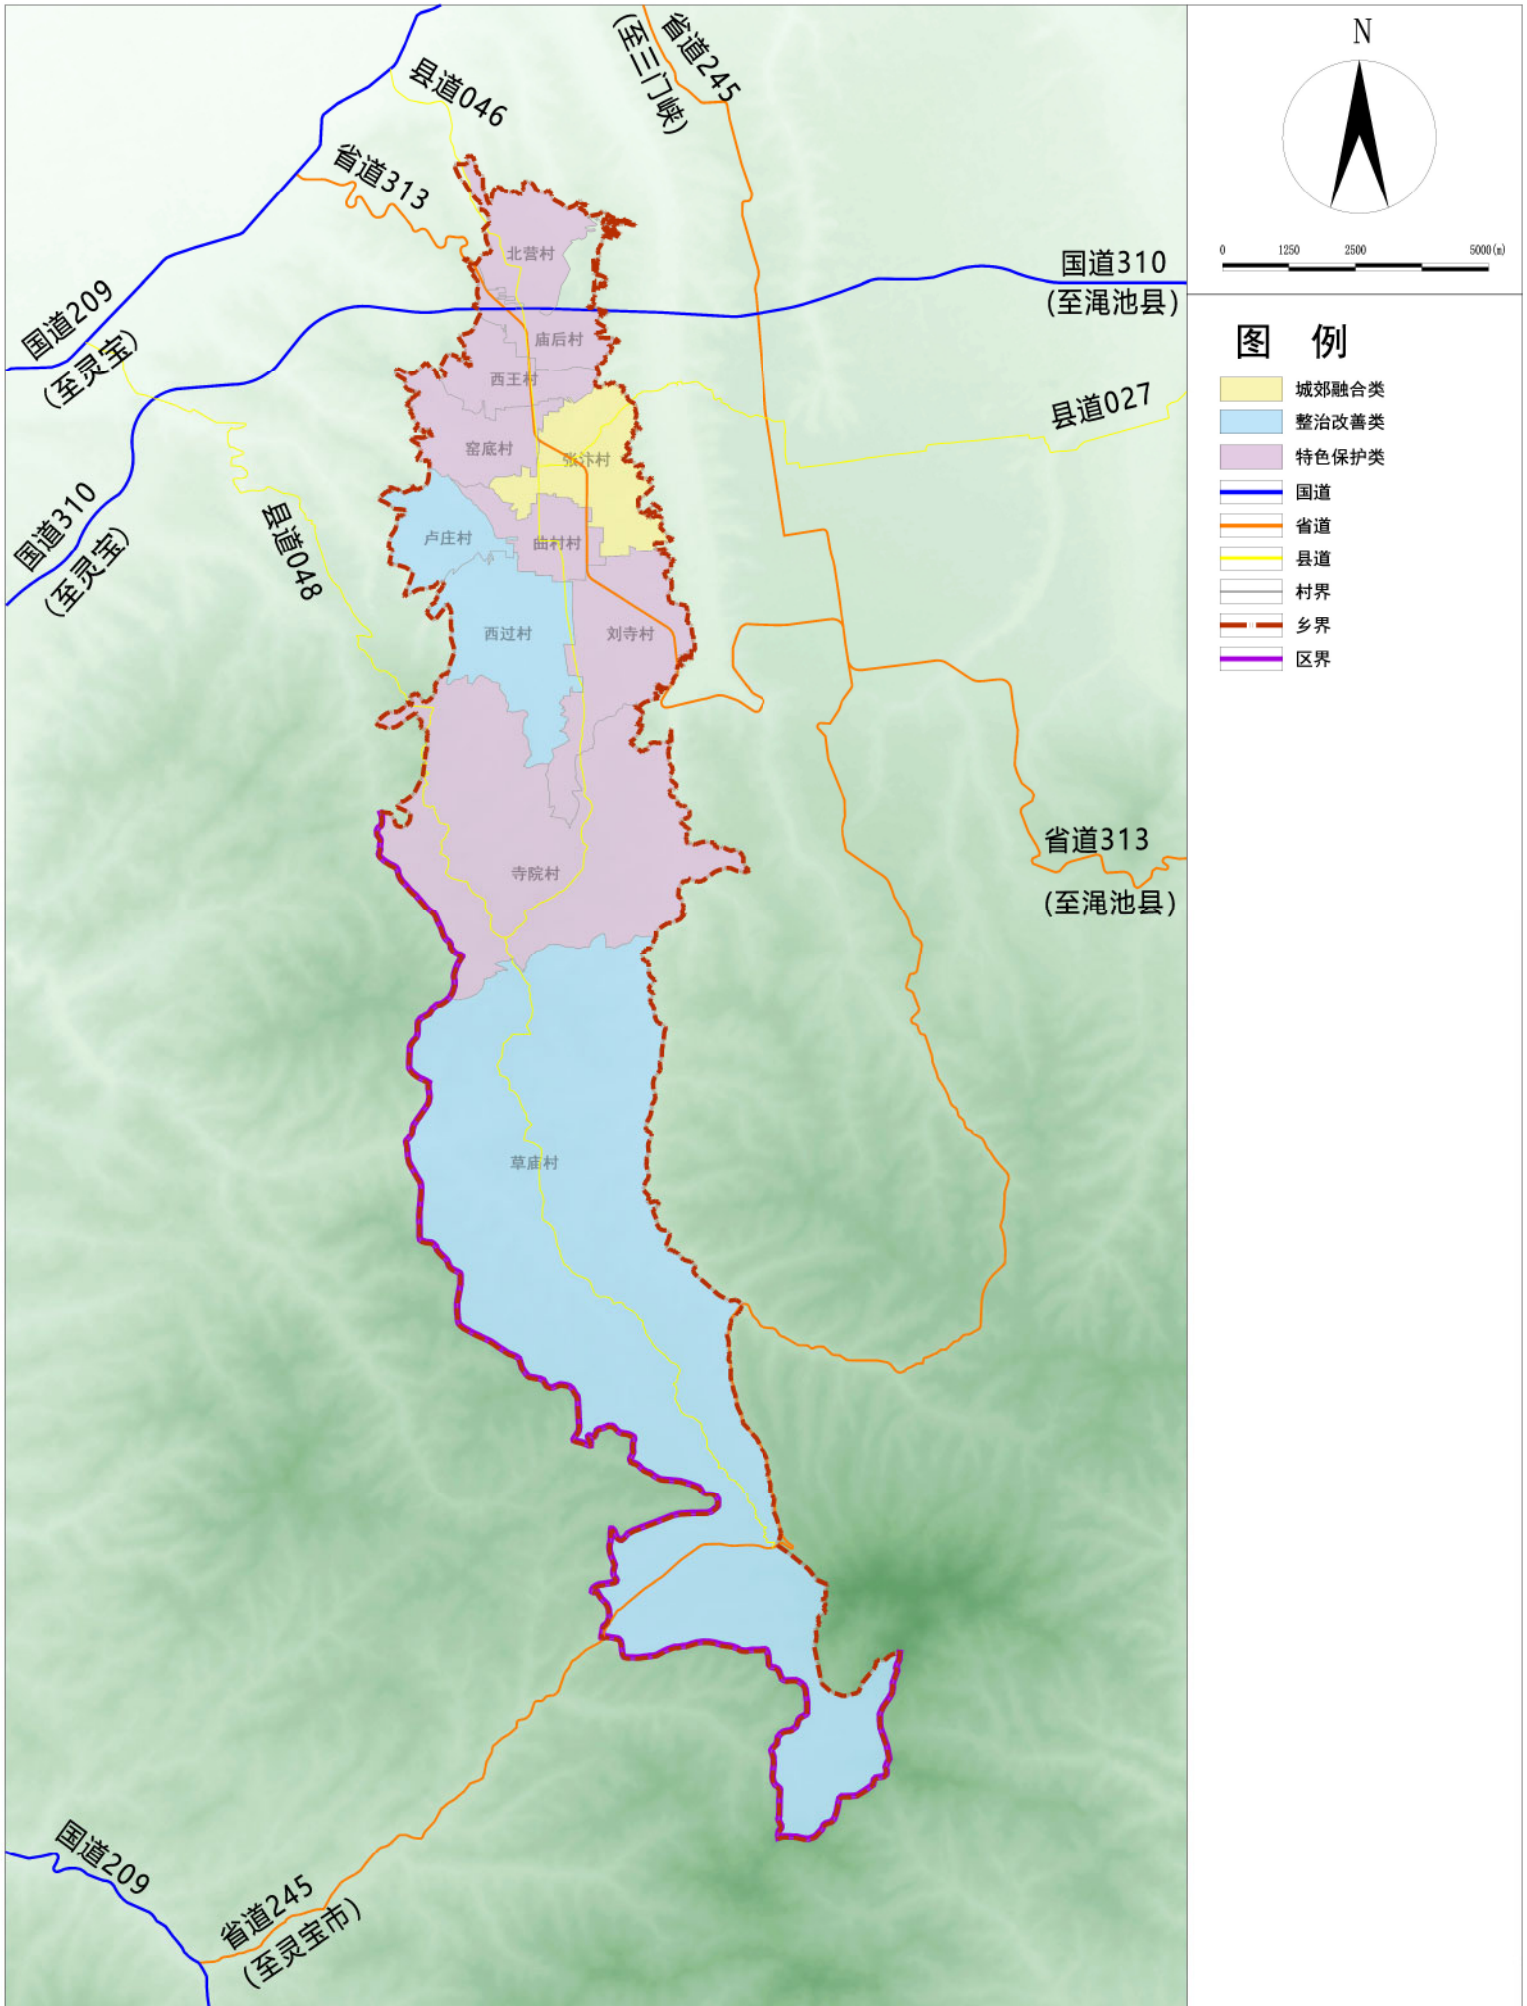 县道046
省道245
(至三门峡)
省道313
国道209
(至灵宝)
国道310
(至渑池县)
北营村
庙后村
西王村
县道027
窑底村
张汴村
国道310
(至灵宝)
县道048
卢庄村
曲村村
西过村
刘寺村
省道313
(至渑池县)
寺院村
草庙村
国道209
省道245
(至灵宝市)
N
0 1250 2500 5000(m)
图 例
城郊融合类
整治改善类
特色保护类
国道
省道
县道
村界
乡界
区界